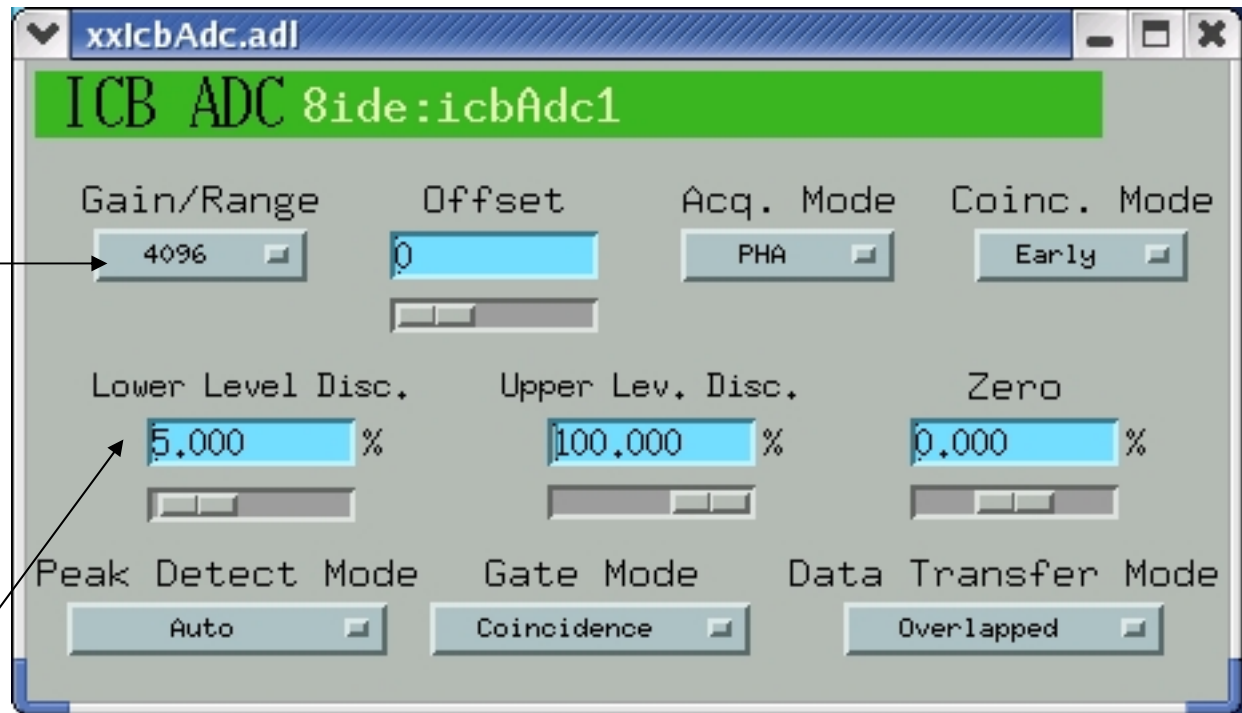 xxIcbAdc.adl
ICB ADC 8ide:icbAdc1
Gain/Range Offset Acq. Mode Coinc. Mode
4096 0 PHA Early
Lower Level Disc. Upper Lev. Disc. Zero
5.000 % 100.000 % 0.000 %
Peak Detect Mode Gate Mode Data Transfer Mode
Auto Coincidence Overlapped